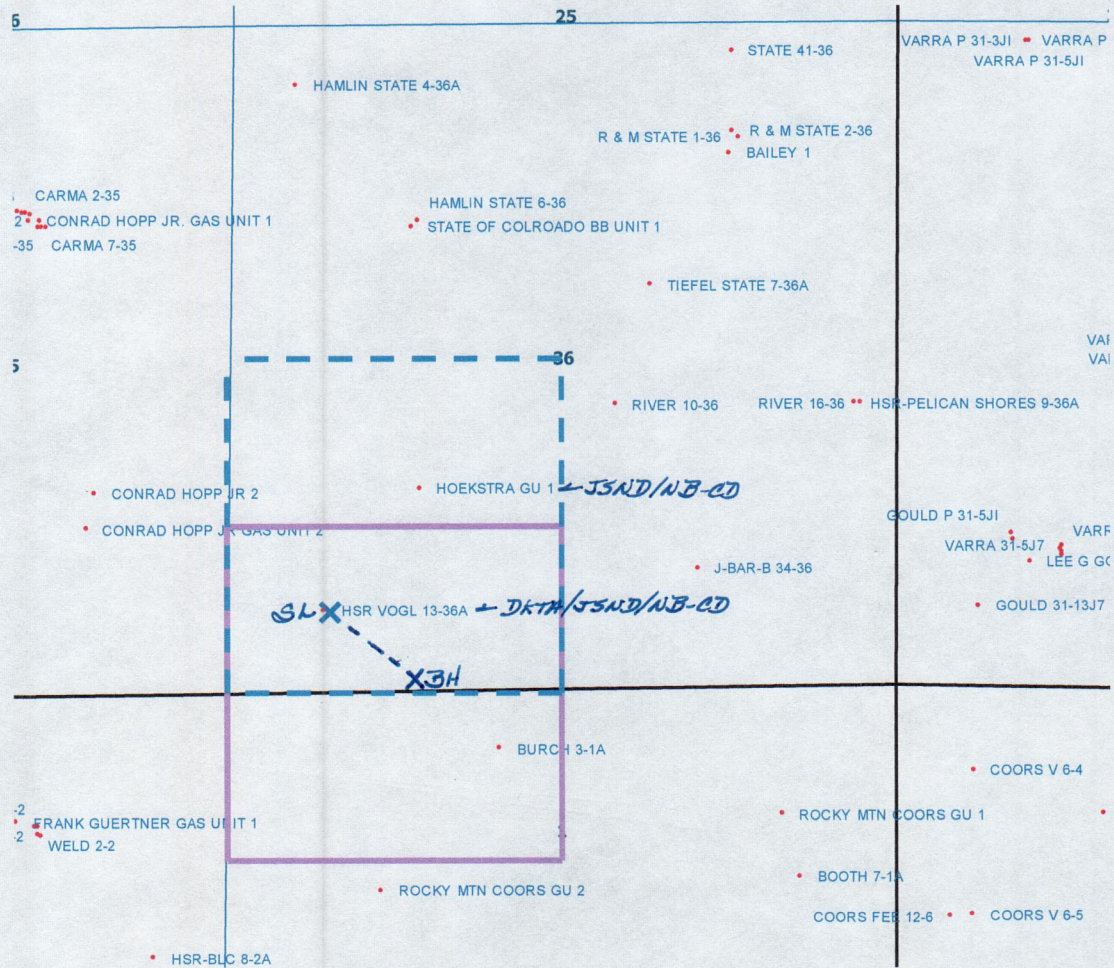 6
25
STATE 41-36
VARRA P 31-3JI
VARRA P
VARRA P 31-5JI
HAMLIN STATE 4-36A
R & M STATE 1-36
R & M STATE 2-36
BAILEY 1
CARMA 2-35
2
CONRAD HOPP JR. GAS UNIT 1
-35
CARMA 7-35
HAMLIN STATE 6-36
STATE OF COLROADO BB UNIT 1
TIEFEL STATE 7-36A
5
36
RIVER 10-36
RIVER 16-36
HSR-PELICAN SHORES 9-36A
CONRAD HOPP JR 2
HOEKSTRA GU 1
JSND/NB-CD
CONRAD HOPP JR GAS UNIT 2
GOULD P 31-5JI
VARRA 31-5J7
J-BAR-B 34-36
SL
HSR VOGL 13-36A
DKTA/JSND/NB-CD
GOULD 31-13J7
BH
BURCH 3-1A
COORS V 6-4
-2
FRANK GUERTNER GAS UNIT 1
-2
WELD 2-2
ROCKY MTN COORS GU 1
1
ROCKY MTN COORS GU 2
BOOTH 7-1A
COORS FEE 12-6
COORS V 6-5
HSR-BLC 8-2A